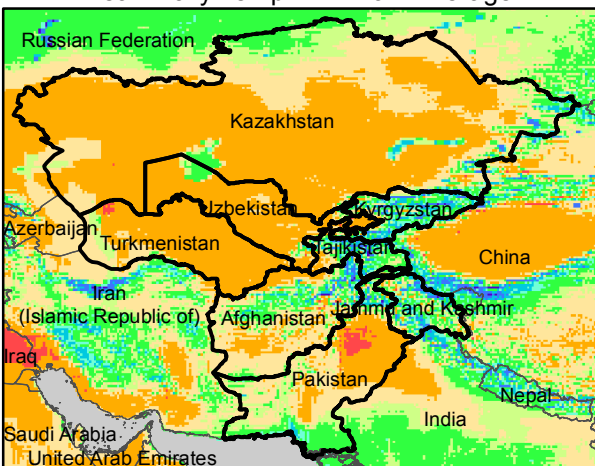 Russian Federation
Kazakhstan
Uzbekistan
Kyrgyzstan
Azerbaijan
Turkmenistan
Tajikistan
China
Iran
(Islamic Republic of)
Afghanistan
Jammu and Kashmir
Iraq
Pakistan
Nepal
India
Saudi Arabia
United Arab Emirates